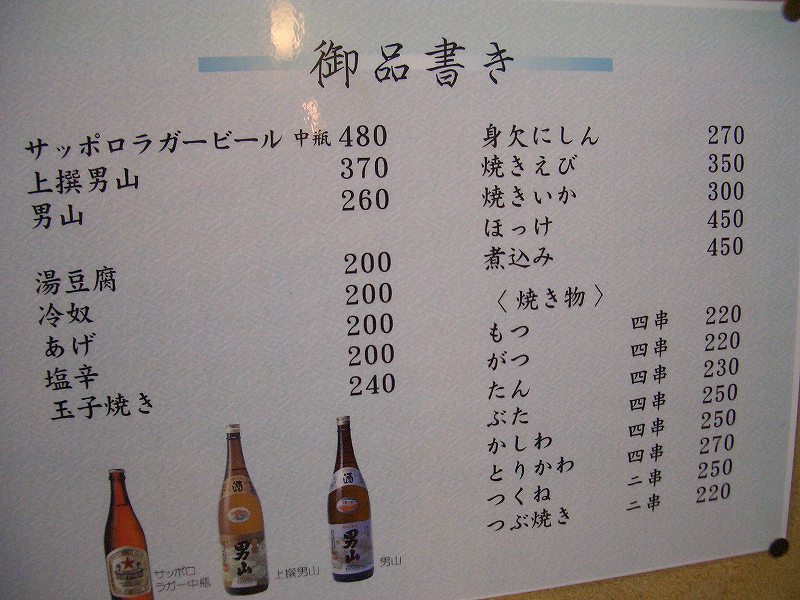 御品書き
サッポロラガービール 中瓶 480
上撰男山 370
男山 260
湯豆腐 200
冷奴 200
あげ 200
塩辛 200
玉子焼き 240
身欠にしん 270
焼きえび 350
焼きいか 300
ほっけ 450
煮込み 450
〈焼き物〉
もつ 四串 220
がつ 四串 220
たん 四串 230
ぶた 四串 250
かしわ 四串 250
とりかわ 四串 270
つくね 二串 250
つぶ焼き 二串 220
サッポロ
ラガー中瓶
上撰男山
男山
酒
男山
酒
男山